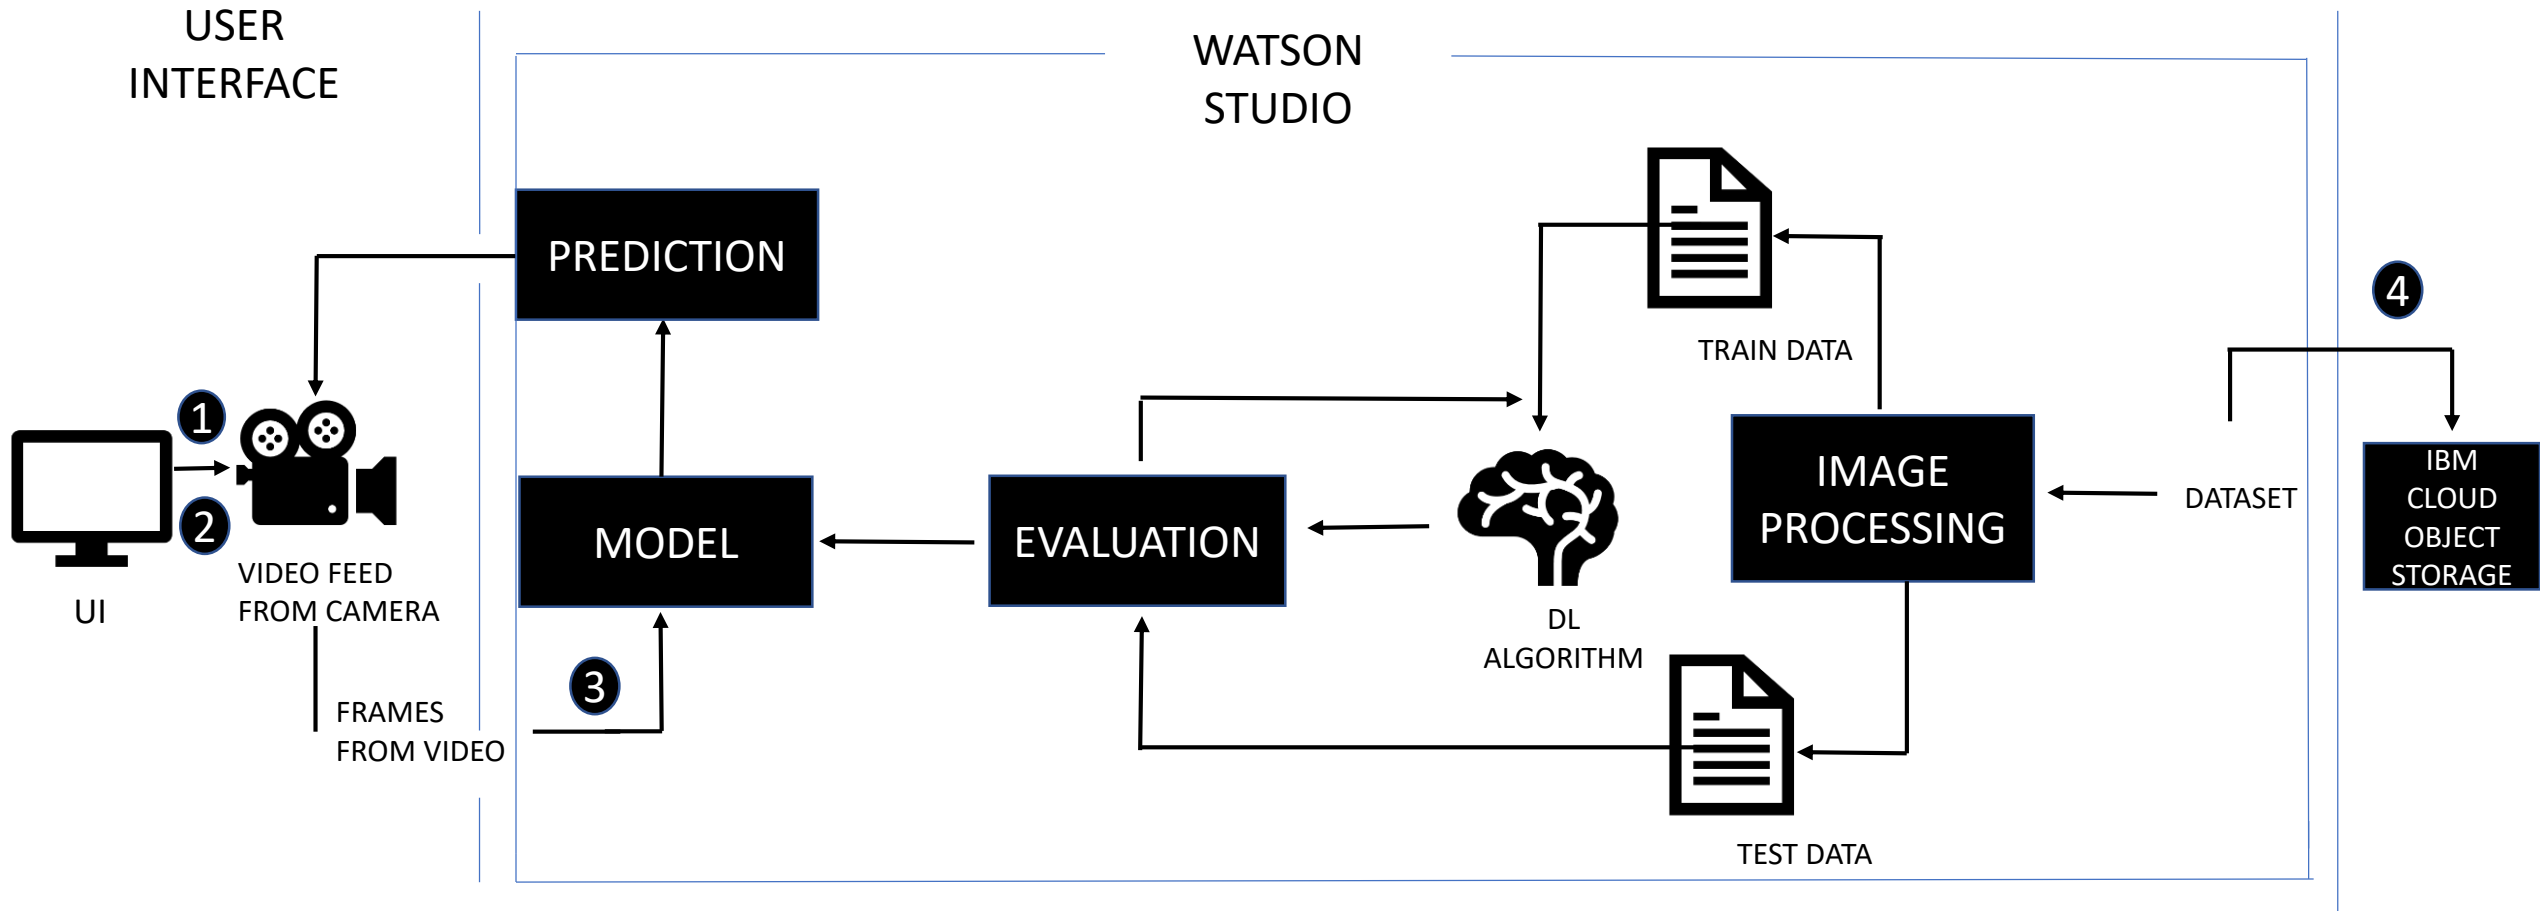 USER
INTERFACE
WATSON
STUDIO
PREDICTION
TRAIN DATA
4
1
2
UI
VIDEO FEED
FROM CAMERA
MODEL
EVALUATION
DL
ALGORITHM
IMAGE
PROCESSING
DATASET
IBM
CLOUD
OBJECT
STORAGE
3
FRAMES
FROM VIDEO
TEST DATA